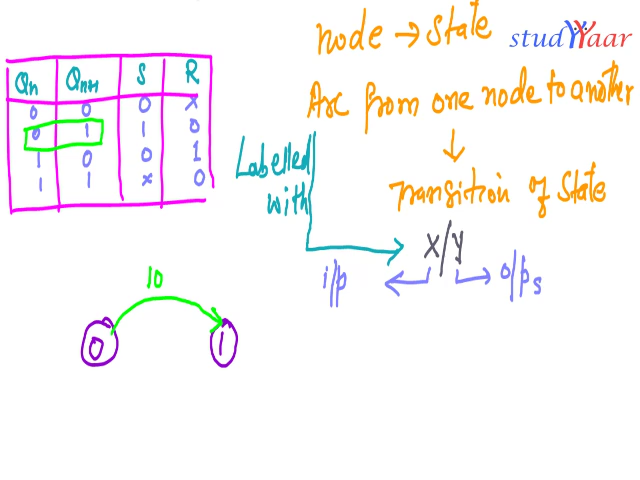 node → State
studYYaar
Qn Qn+1 S R
0 0 0 X
0 1 1 0
1 0 0 1
1 1 x 0
Arc from one node to another
Labelled
with
Transition of State
X/y
i/p
o/ps
10
0
1